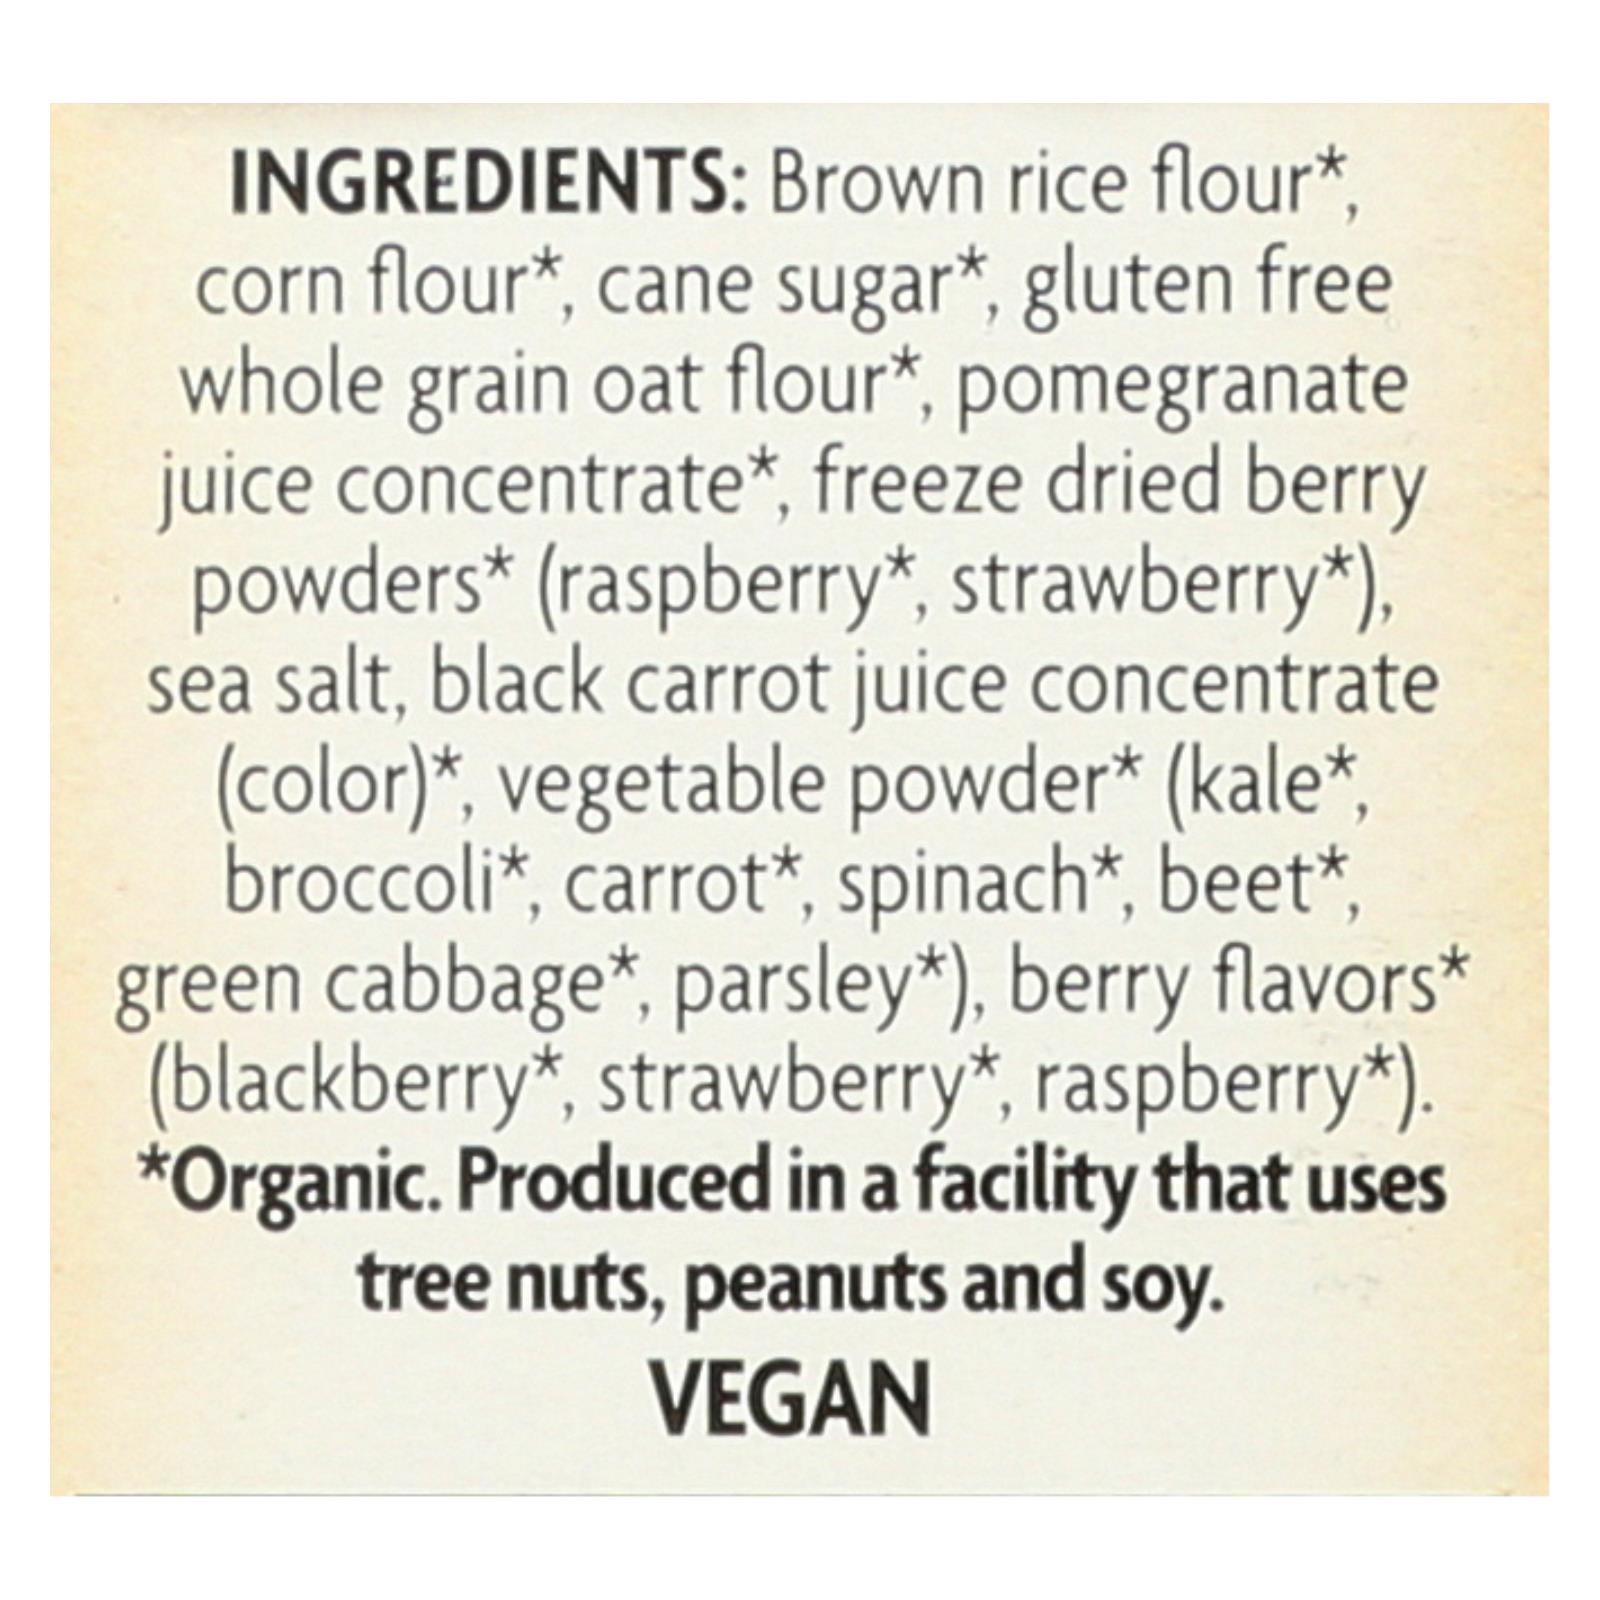 INGREDIENTS: Brown rice flour*,
corn flour*, cane sugar*, gluten free
whole grain oat flour*, pomegranate
juice concentrate*, freeze dried berry
powders* (raspberry*, strawberry*),
sea salt, black carrot juice concentrate
(color)*, vegetable powder* (kale*,
broccoli*, carrot*, spinach*, beet*,
green cabbage*, parsley*), berry flavors*
(blackberry*, strawberry*, raspberry*).
*Organic. Produced in a facility that uses
tree nuts, peanuts and soy.
VEGAN